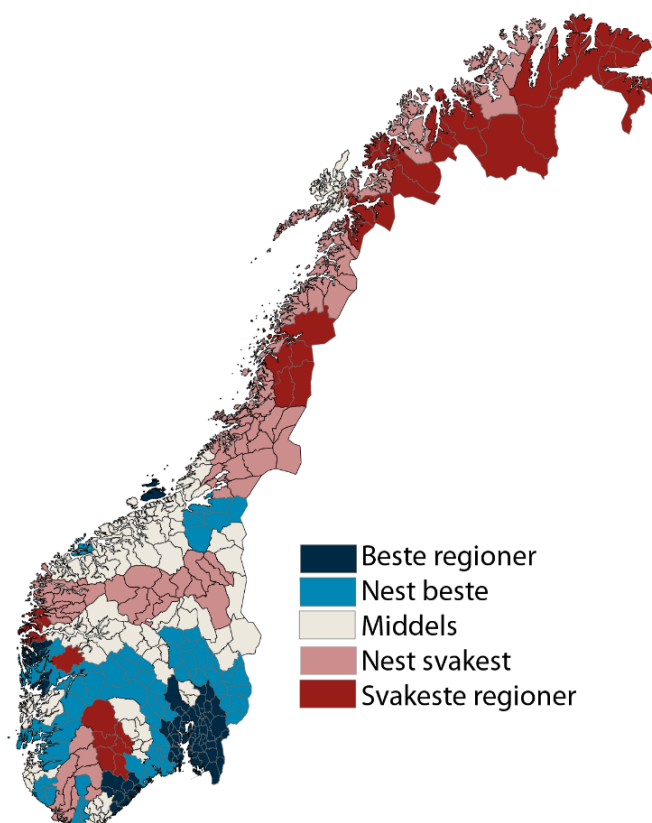 Beste regioner
Nest beste
Middels
Nest svakest
Svakeste regioner